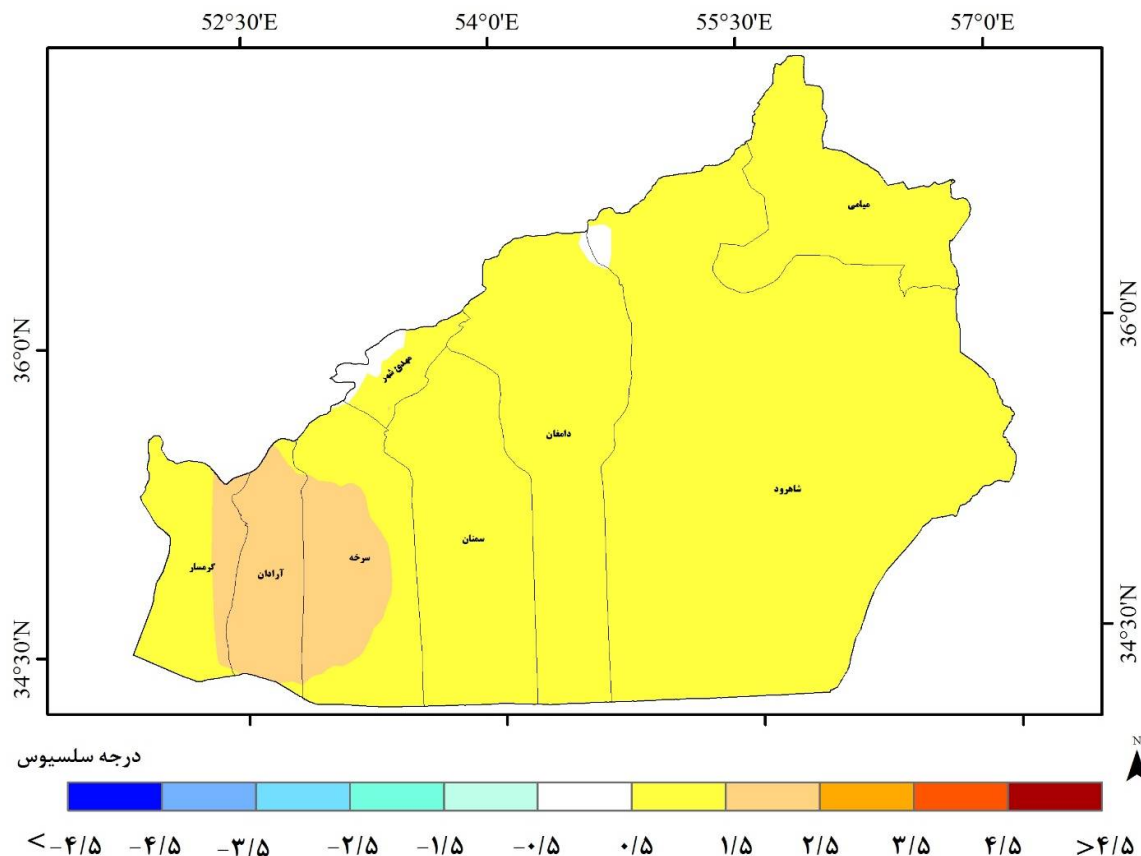 52°30'E 54°0'E 55°30'E 57°0'E
میامی
36°0'N 36°0'N
مهدی شهر
دامغان
شاهرود
سمنان
سرخه
آرادان
گرمسار
34°30'N 34°30'N
درجه سلسیوس
N
<-۴/۵ -۴/۵ -۳/۵ -۲/۵ -۱/۵ -۰/۵ ۰/۵ ۱/۵ ۲/۵ ۳/۵ ۴/۵ >۴/۵